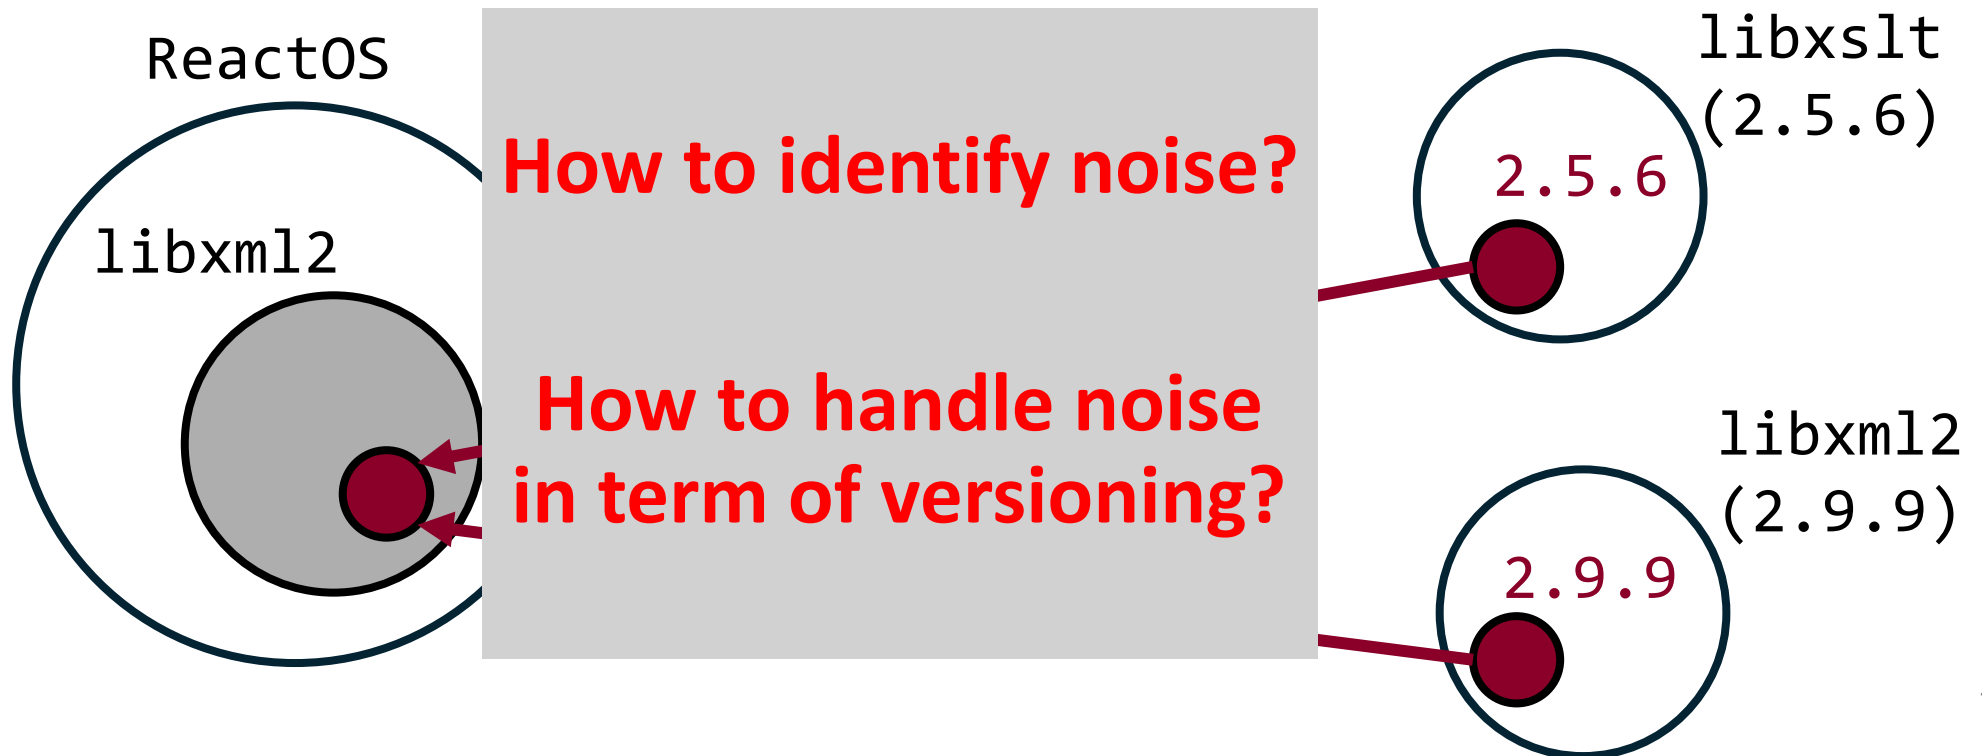 ReactOS
libxml2
How to identify noise?
How to handle noise
in term of versioning?
libxslt
(2.5.6)
2.5.6
libxml2
(2.9.9)
2.9.9